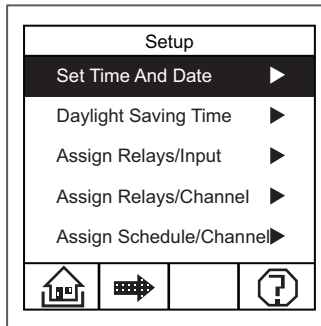 Setup
Set Time And Date
Daylight Saving Time
Assign Relays/Input
Assign Relays/Channel
Assign Schedule/Channel
?